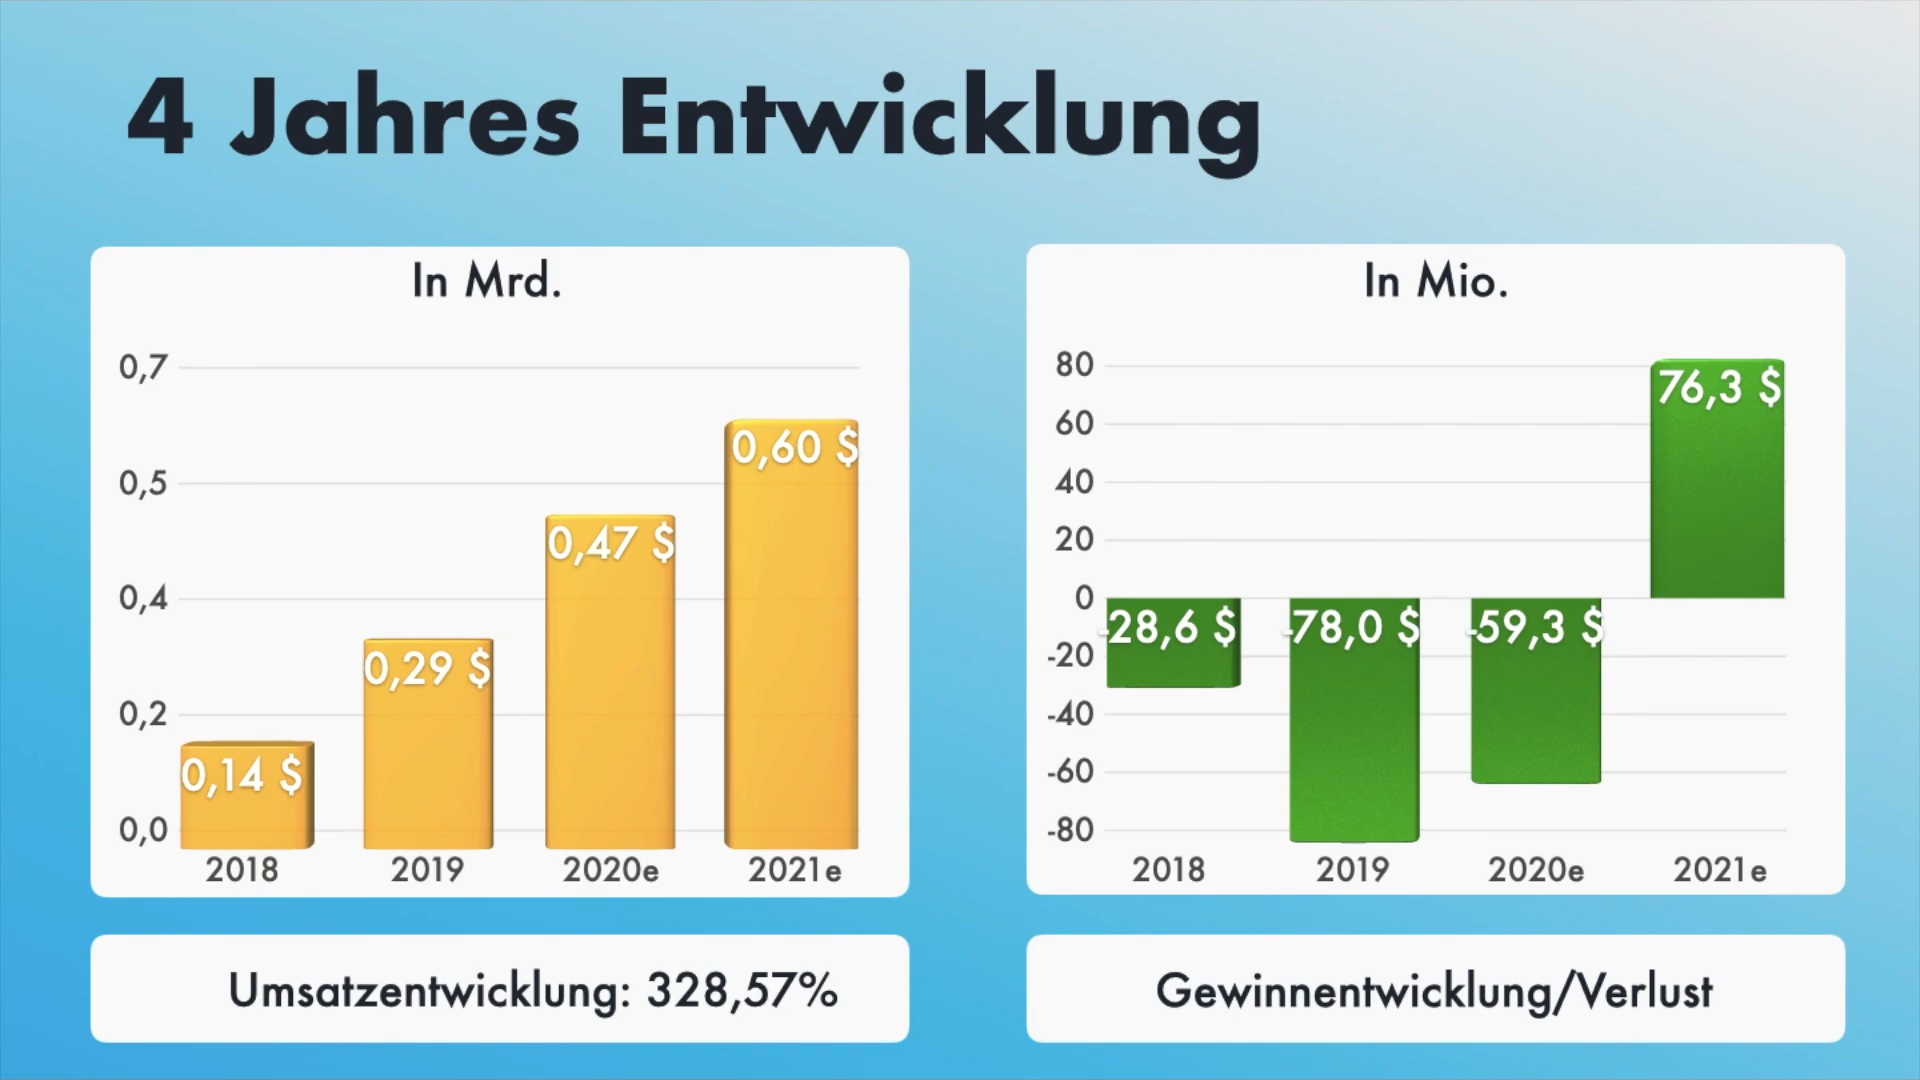 4 Jahres Entwicklung
In Mrd.
0,7
0,5
0,4
0,2
0,0
0,14 $
0,29 $
0,47 $
0,60 $
2018
2019
2020e
2021e
Umsatzentwicklung: 328,57%
In Mio.
80
60
40
20
0
-20
-40
-60
-80
-28,6 $
-78,0 $
-59,3 $
76,3 $
2018
2019
2020e
2021e
Gewinnentwicklung/Verlust